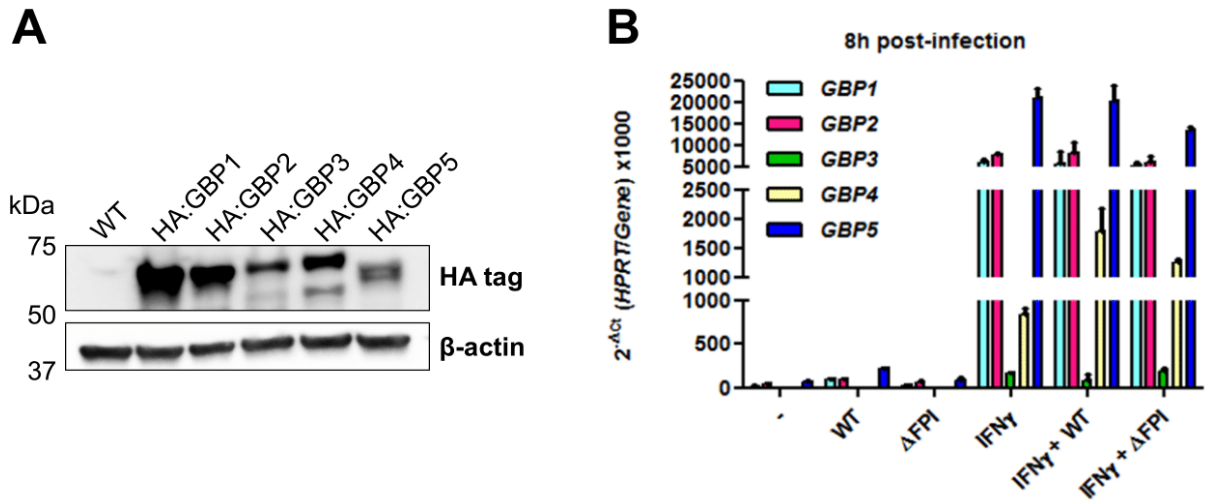 A
kDa
WT
HA:GBP1
HA:GBP2
HA:GBP3
HA:GBP4
HA:GBP5
75
50
37
HA tag
β-actin
B
8h post-infection
2^-ΔCt (HPRT/Gene) x1000
25000
20000
15000
10000
5000
2500
2000
1500
1000
1000
500
0
GBP1
GBP2
GBP3
GBP4
GBP5
-
WT
ΔFPI
IFNγ
IFNγ + WT
IFNγ + ΔFPI